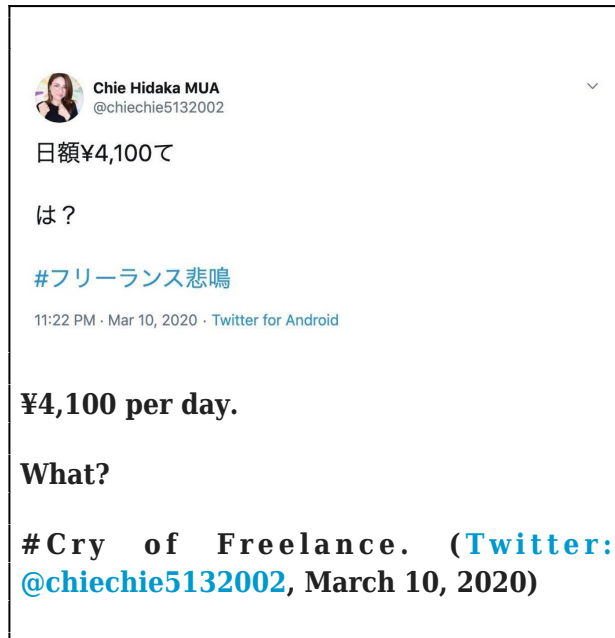 Chie Hidaka MUA
@chiechie5132002
日額¥4,100て
は？
#フリーランス悲鳴
11:22 PM · Mar 10, 2020 · Twitter for Android
¥4,100 per day.
What?
#Cry of Freelance. (Twitter:
@chiechie5132002, March 10, 2020)